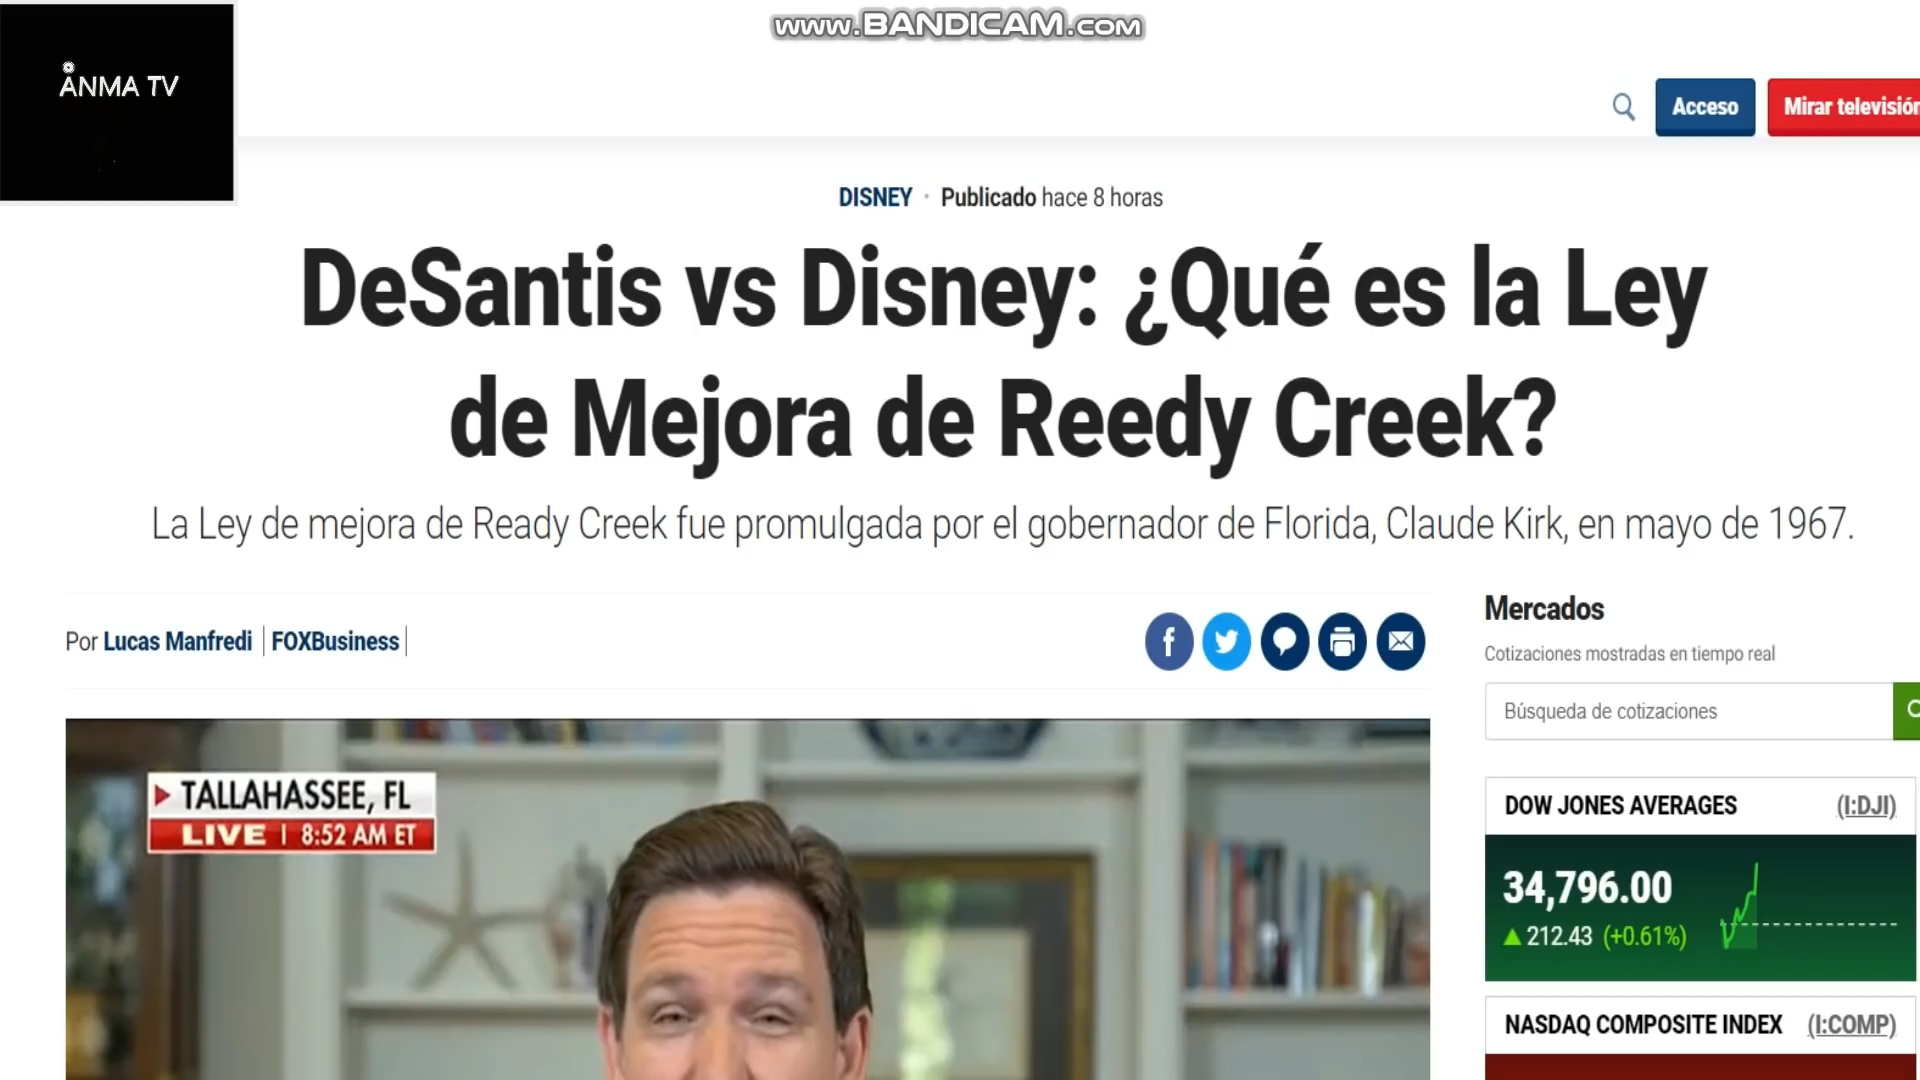 www.BANDICAM.com
ANMA TV
Acceso
Mirar televisión
DISNEY · Publicado hace 8 horas
DeSantis vs Disney: ¿Qué es la Ley
de Mejora de Reedy Creek?
La Ley de mejora de Ready Creek fue promulgada por el gobernador de Florida, Claude Kirk, en mayo de 1967.
Por Lucas Manfredi | FOXBusiness |
Mercados
Cotizaciones mostradas en tiempo real
Búsqueda de cotizaciones
TALLAHASSEE, FL
LIVE | 8:52 AM ET
DOW JONES AVERAGES (I:DJI)
34,796.00
▲ 212.43 (+0.61%)
NASDAQ COMPOSITE INDEX (I:COMP)